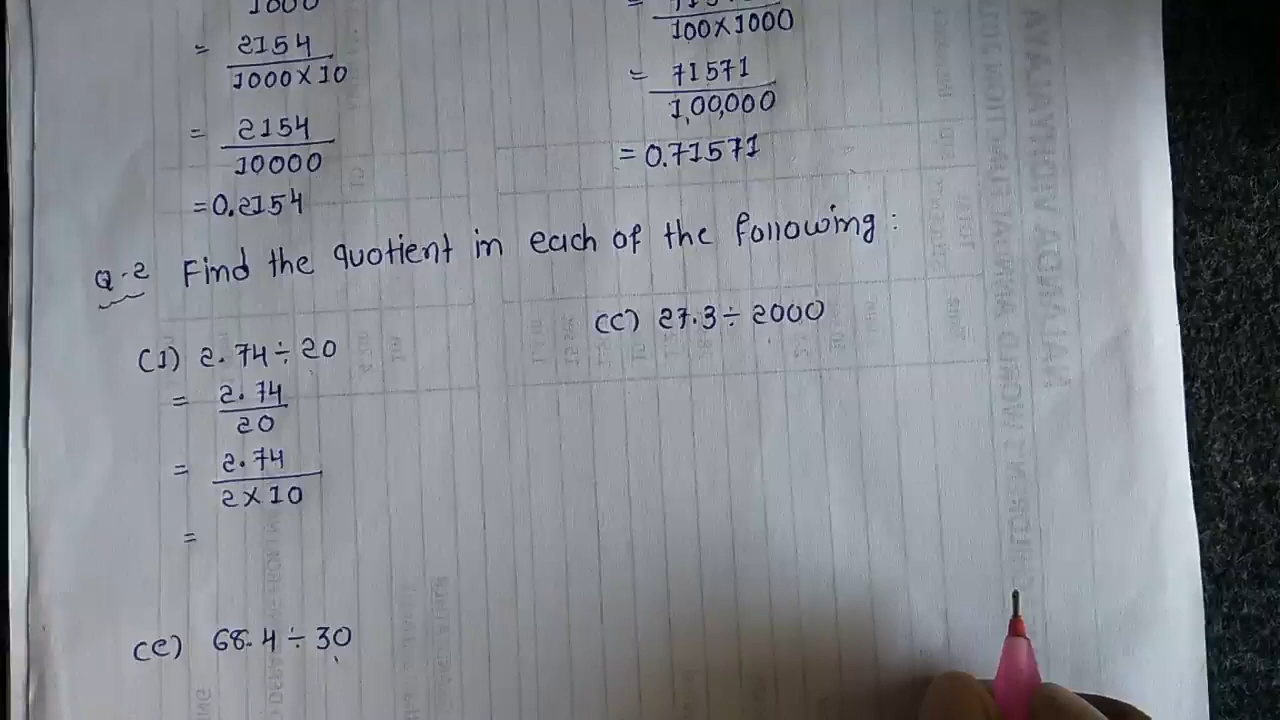 1000
= 2154
1000 × 10
= 2154
10000
= 0.2154
=
100 × 1000
= 71571
1,00,000
= 0.71571
Q-2 Find the quotient in each of the following :
(1) 2.74 ÷ 20
= 2.74
20
= 2.74
2 × 10
=
(c) 27.3 ÷ 2000
(e) 68.4 ÷ 30